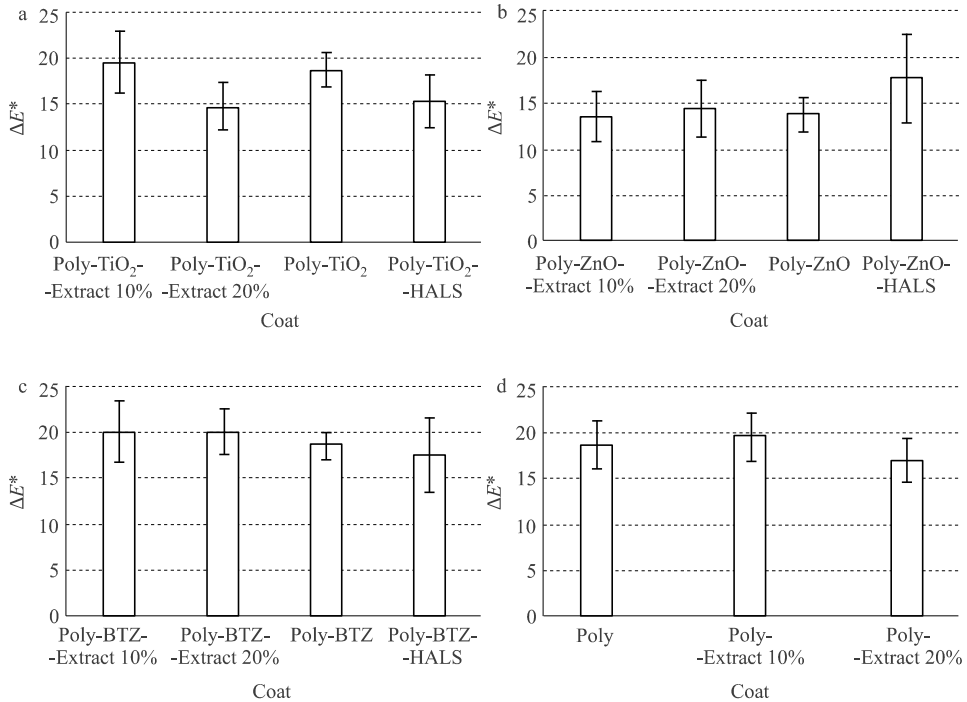 a
25
20
15
10
5
0
ΔE*
Poly-TiO₂- Poly-TiO₂- Poly-TiO₂ Poly-TiO₂-
-Extract 10% -Extract 20% -HALS
Coat
b
25
20
15
10
5
0
ΔE*
Poly-ZnO- Poly-ZnO- Poly-ZnO Poly-ZnO-
-Extract 10% -Extract 20% -HALS
Coat
c
25
20
15
10
5
0
ΔE*
Poly-BTZ- Poly-BTZ- Poly-BTZ Poly-BTZ-
-Extract 10% -Extract 20% -HALS
Coat
d
25
20
15
10
5
0
ΔE*
Poly Poly- Poly-
-Extract 10% -Extract 20%
Coat